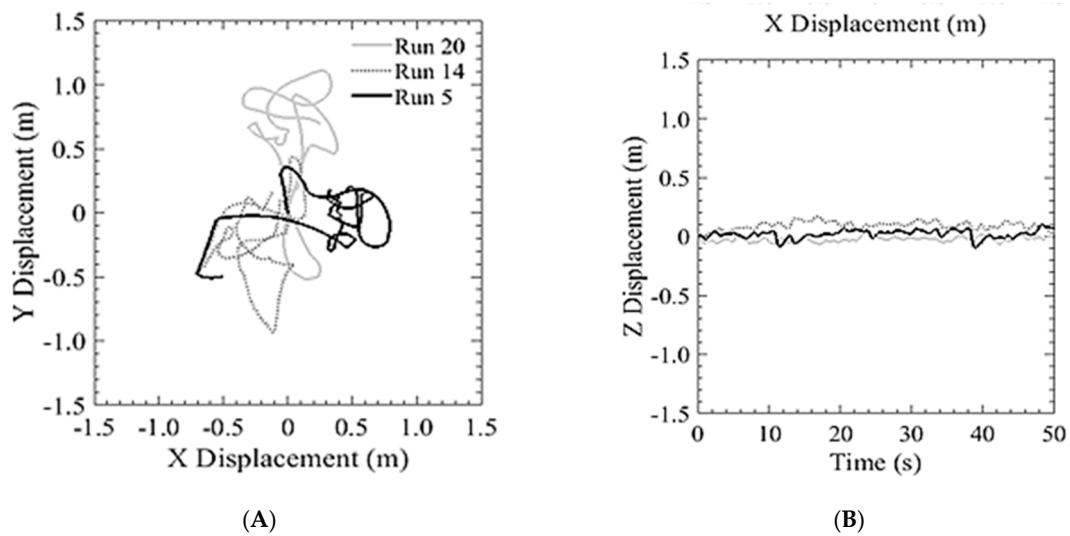 1.5
1.0
0.5
0
-0.5
-1.0
-1.5
Y Displacement (m)
Run 20
Run 14
Run 5
-1.5 -1.0 -0.5 0 0.5 1.0 1.5
X Displacement (m)
(A)
X Displacement (m)
1.5
1.0
0.5
0
-0.5
-1.0
-1.5
Z Displacement (m)
0 10 20 30 40 50
Time (s)
(B)